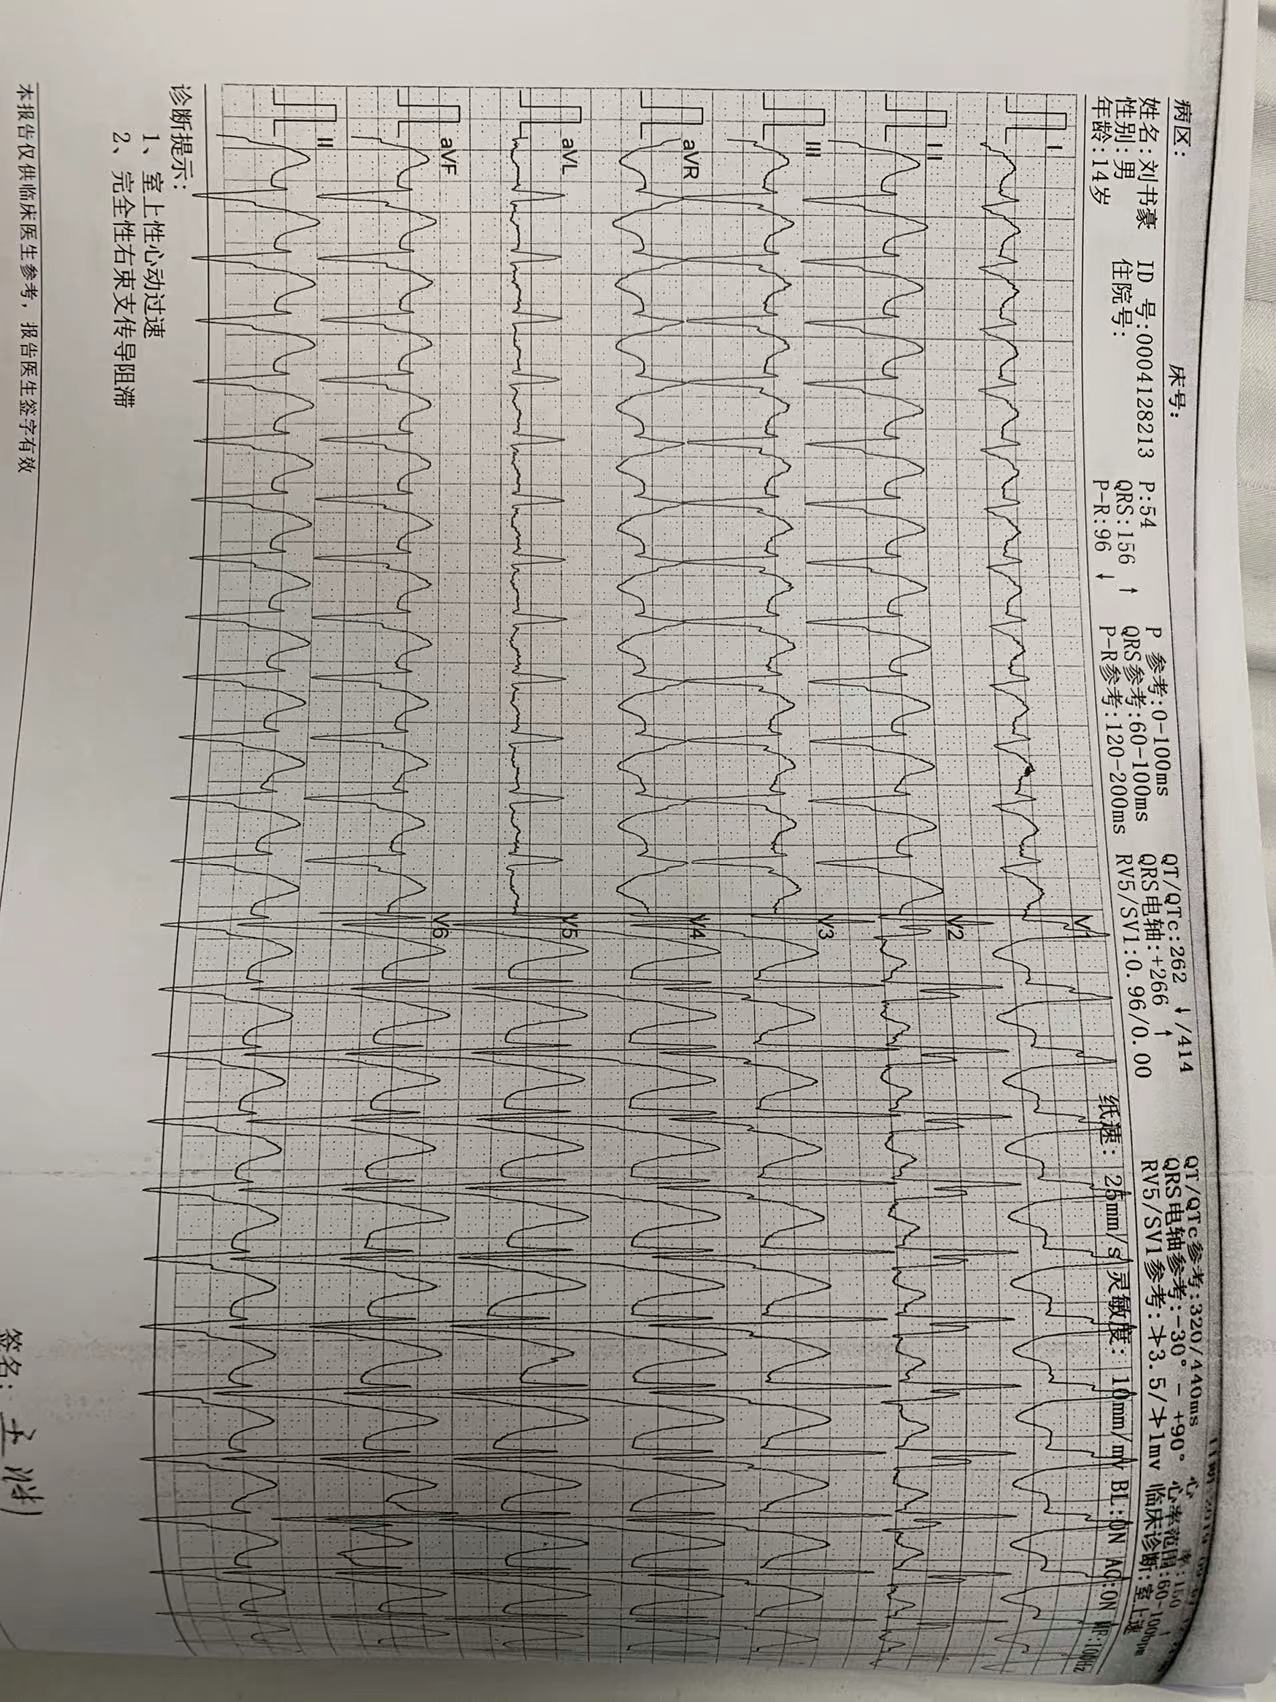 病区: 床号:
姓名:刘书豪 ID 号:0004128213 P:54 P 参考:0-100ms QT/QTc:262 ↓/414 QT/QTc参考:320/440ms
性别:男 住院号: QRS:156 ↑ QRS参考:60-100ms QRS电轴:+266 ↑ QRS电轴参考:-30° - +90° 心率范围:60-100bpm
年龄:14岁 P-R:96 ↓ P-R参考:120-200ms RV5/SV1:0.96/0.00 RV5/SV1参考:≯3.5/≯1mv 临床诊断:室上速
纸速: 25mm/s 灵敏度: 10mm/mv BL:ON AC:ON
I V1
II V2
III V3
aVR V4
aVL V5
aVF V6
II
诊断提示:
1、室上性心动过速
2、完全性右束支传导阻滞
签名:
本报告仅供临床医生参考, 报告医生签字有效